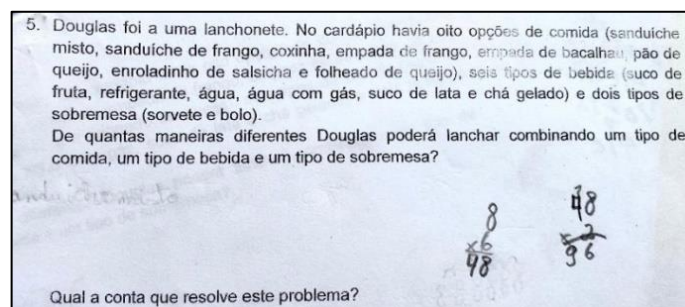 5. Douglas foi a uma lanchonete. No cardápio havia oito opções de comida (sanduíche
misto, sanduíche de frango, coxinha, empada de frango, empada de bacalhau, pão de
queijo, enroladinho de salsicha e folheado de queijo), seis tipos de bebida (suco de
fruta, refrigerante, água, água com gás, suco de lata e chá gelado) e dois tipos de
sobremesa (sorvete e bolo).
De quantas maneiras diferentes Douglas poderá lanchar combinando um tipo de
comida, um tipo de bebida e um tipo de sobremesa?
8
x6
48
48
x2
96
Qual a conta que resolve este problema?